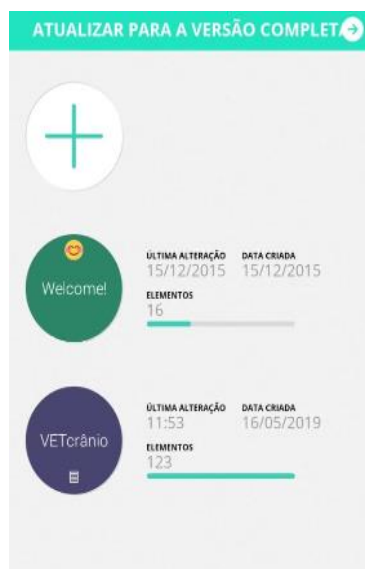 ATUALIZAR PARA A VERSÃO COMPLETA
Welcome!
ÚLTIMA ALTERAÇÃO DATA CRIADA
15/12/2015 15/12/2015
ELEMENTOS
16
VETcrânio
ÚLTIMA ALTERAÇÃO DATA CRIADA
11:53 16/05/2019
ELEMENTOS
123